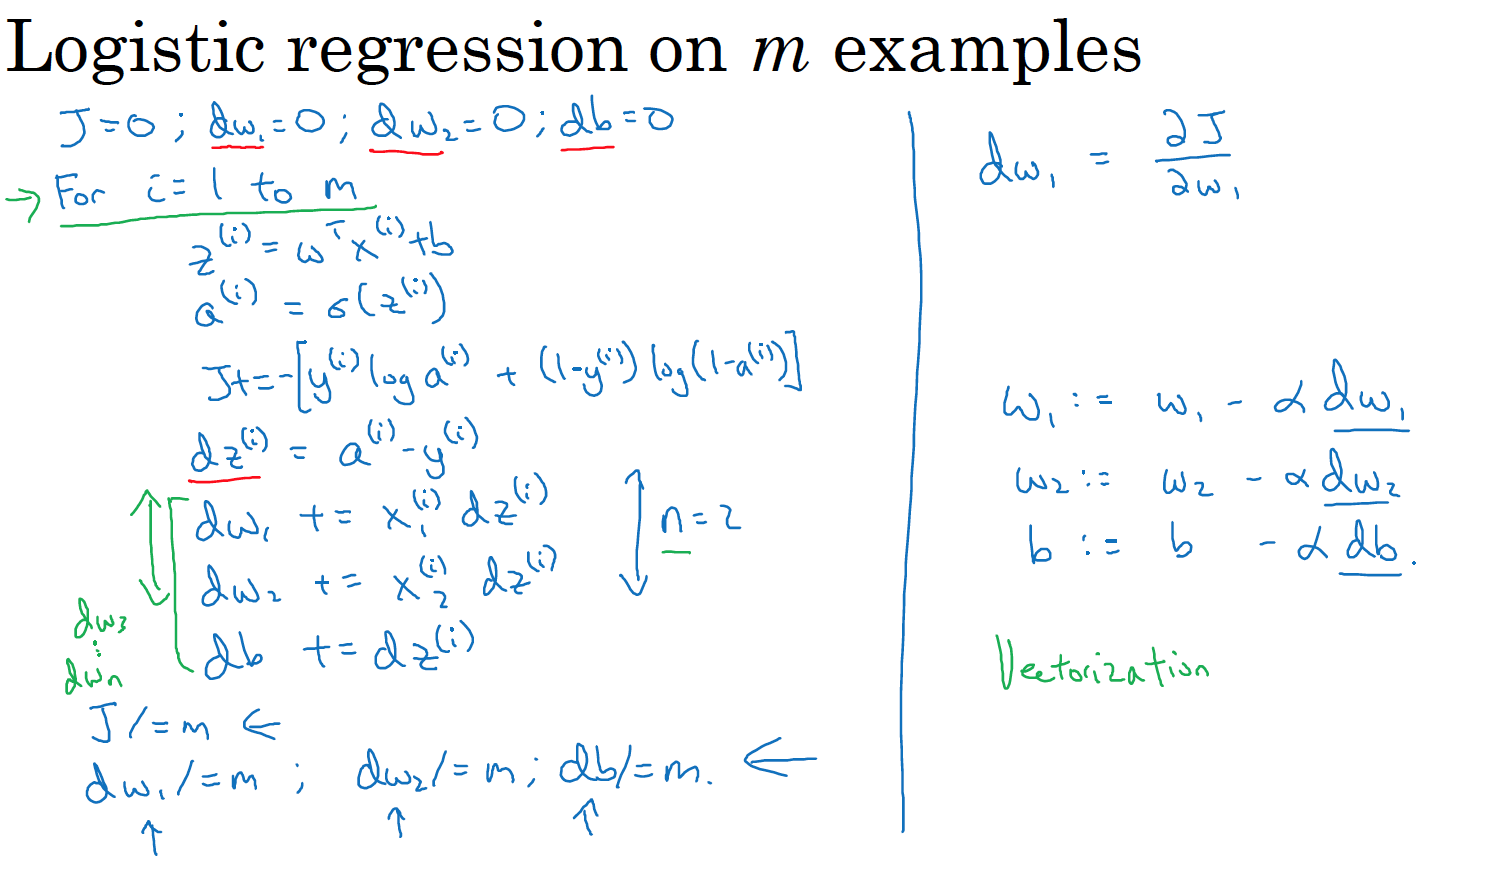 Logistic regression on m examples
J=0 ; dw₁=0 ; dw₂=0 ; db=0
→ For i=1 to m
z⁽ⁱ⁾ = wᵀx⁽ⁱ⁾+b
a⁽ⁱ⁾ = σ(z⁽ⁱ⁾)
J+=-[y⁽ⁱ⁾ log a⁽ⁱ⁾ + (1-y⁽ⁱ⁾) log(1-a⁽ⁱ⁾)]
dz⁽ⁱ⁾ = a⁽ⁱ⁾-y⁽ⁱ⁾
dw₁ += x₁⁽ⁱ⁾ dz⁽ⁱ⁾
dw₂ += x₂⁽ⁱ⁾ dz⁽ⁱ⁾
n=2
db += dz⁽ⁱ⁾
dw₃
⋮
dwₙ
J /=m ←
dw₁ /=m ; dw₂ /=m ; db /=m. ←
dw₁ = ∂J/∂w₁
w₁ := w₁ - α dw₁
w₂ := w₂ - α dw₂
b := b - α db.
Vectorization